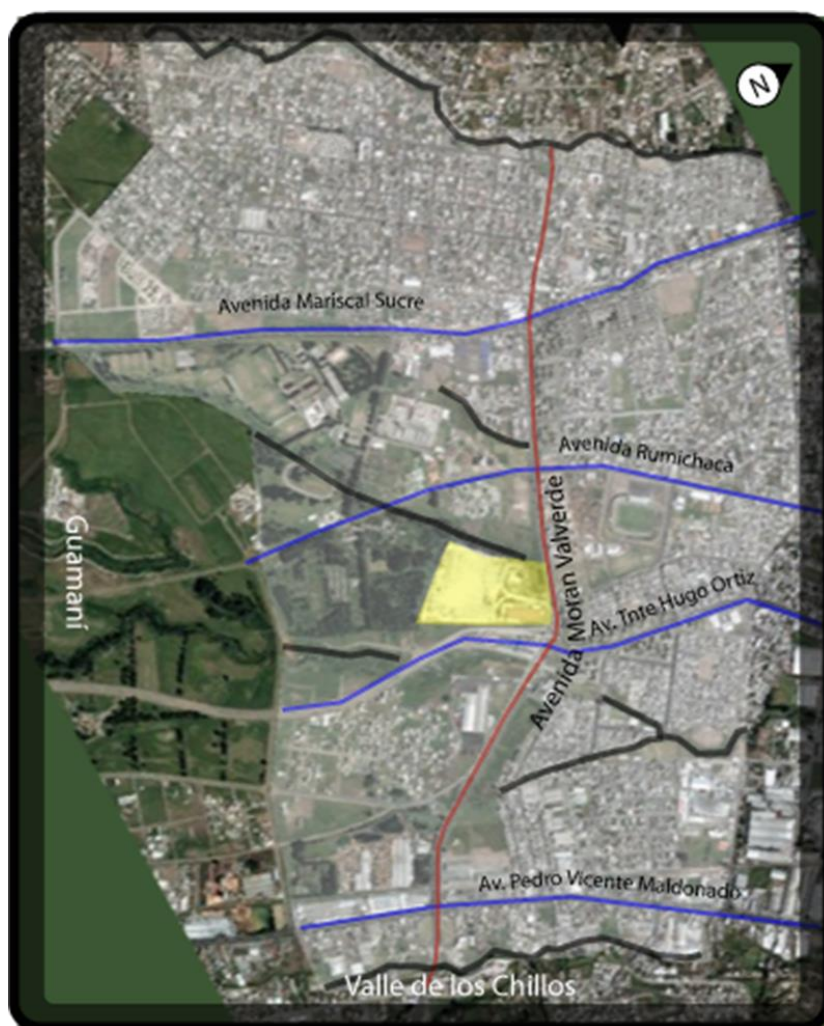 N
Avenida Mariscal Sucre
Avenida Rumichaca
Avenida Moran Valverde
Guamaní
Av. Tnte Hugo Ortiz
Av. Pedro Vicente Maldonado
Valle de los Chillos